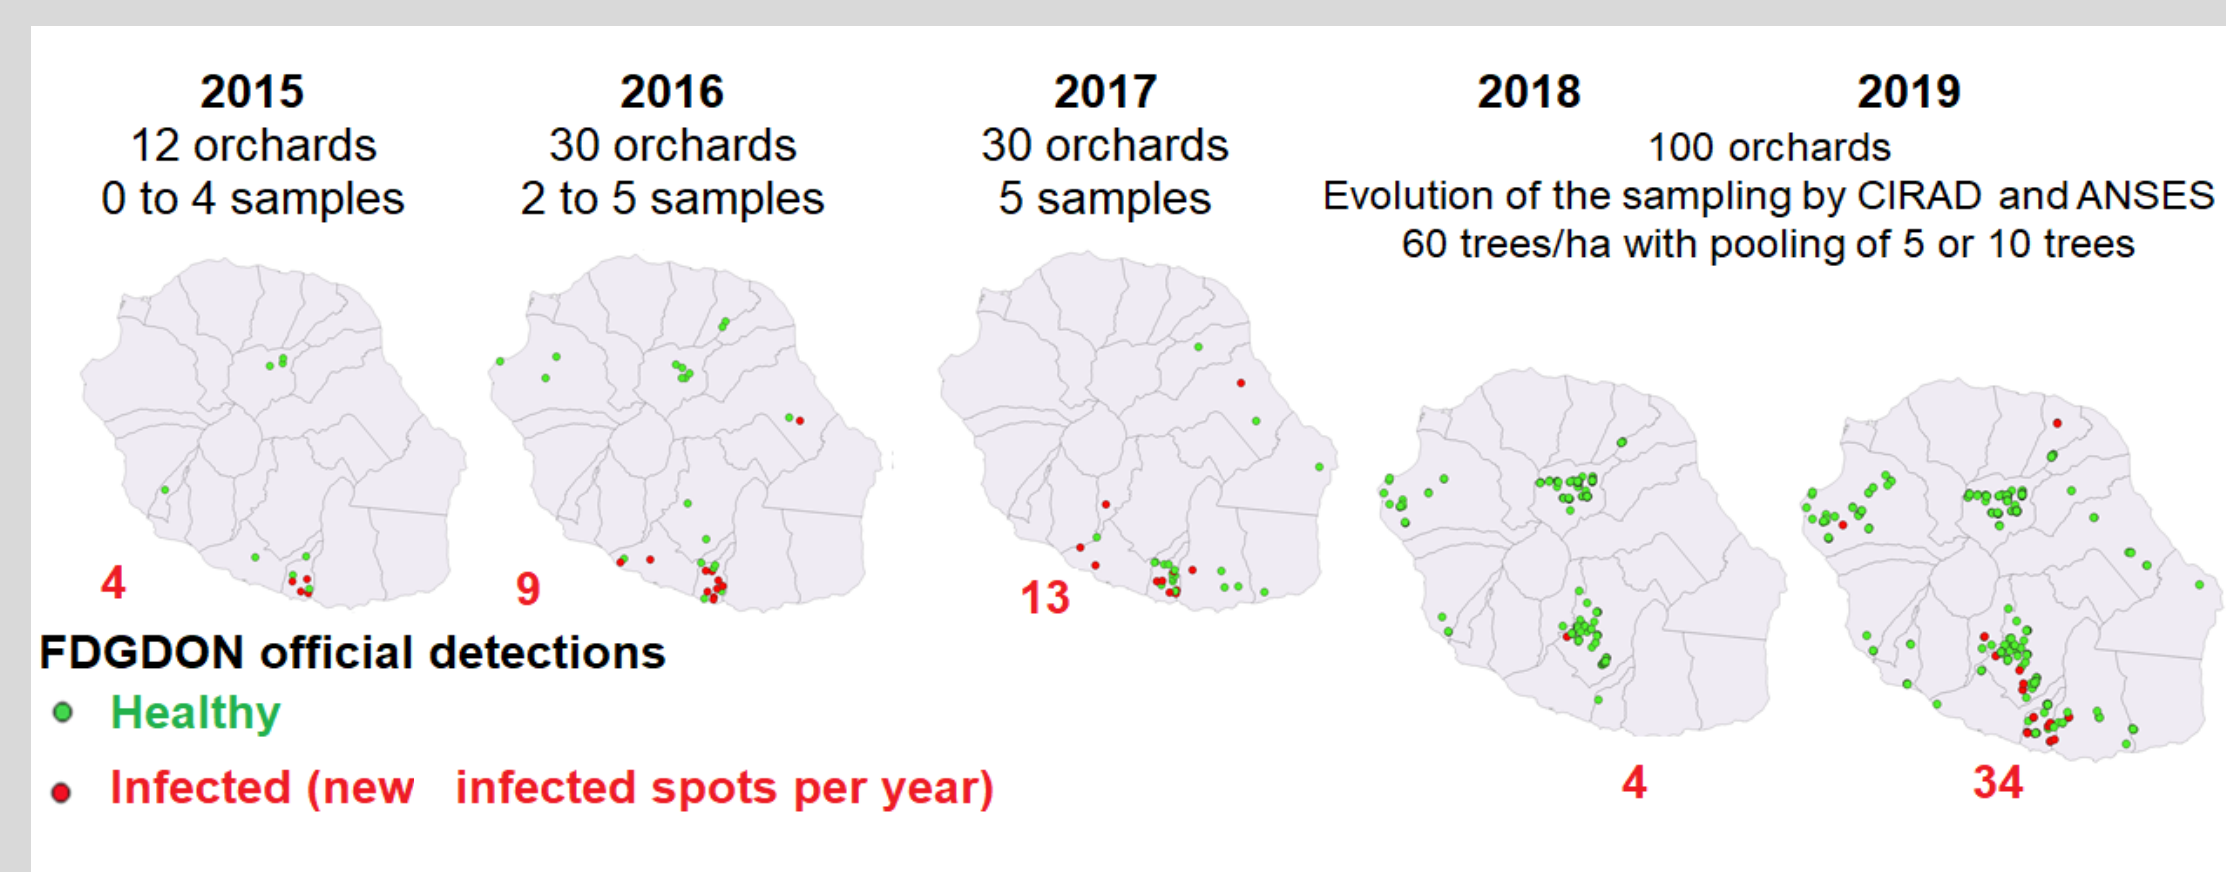 2015
12 orchards
0 to 4 samples
2016
30 orchards
2 to 5 samples
2017
30 orchards
5 samples
2018
2019
100 orchards
Evolution of the sampling by CIRAD and ANSES
60 trees/ha with pooling of 5 or 10 trees
4
9
13
4
34
FDGDON official detections
Healthy
Infected (new infected spots per year)